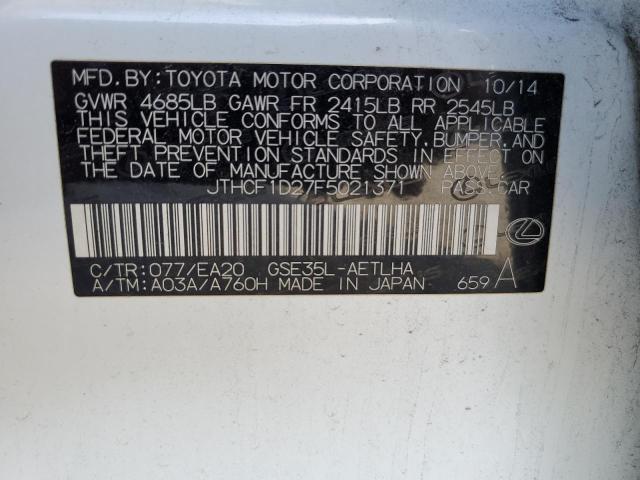 MFD. BY: TOYOTA MOTOR CORPORATION 10/14
GVWR 4685LB GAWR FR 2415LB RR 2545LB
THIS VEHICLE CONFORMS TO ALL APPLICABLE
FEDERAL MOTOR VEHICLE SAFETY, BUMPER, AND
THEFT PREVENTION STANDARDS IN EFFECT ON
THE DATE OF MANUFACTURE SHOWN ABOVE.
JTHCF1D27F5021371 PASS. CAR
C/TR: 077/EA20 GSE35L-AETLHA
A/TM: A03A/A760H MADE IN JAPAN 659 A